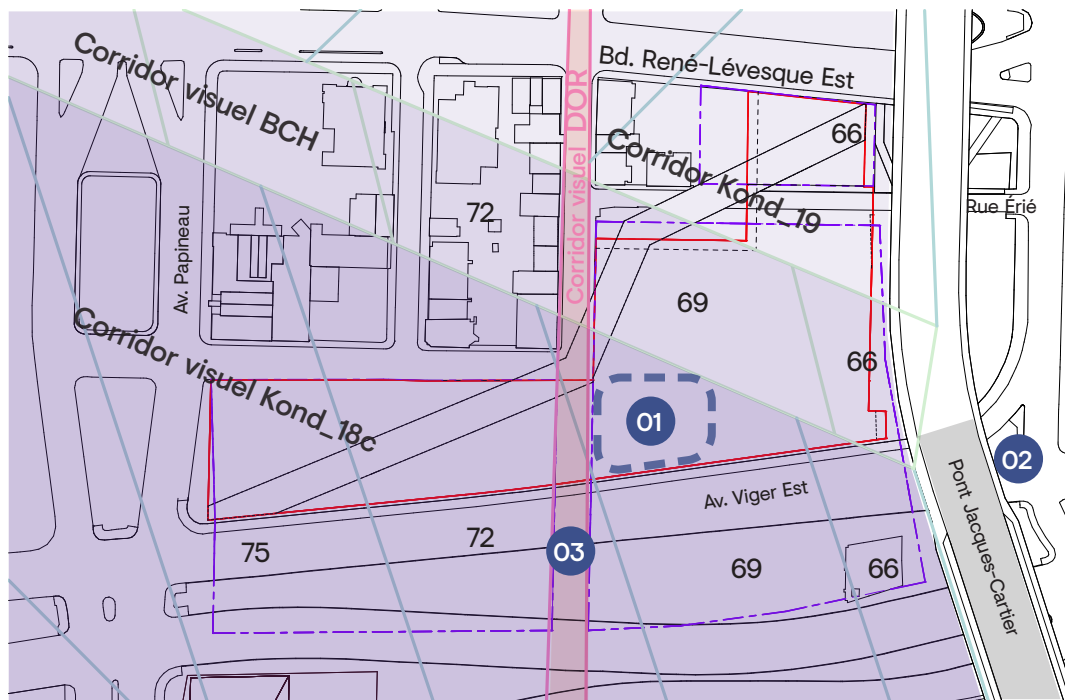 Bd. René-Lévesque Est
Corridor visuel BCH
Corridor visuel DOR
66
Corridor Kond_19
72
Rue Érié
Av. Papineau
69
66
Corridor visuel Kond_18c
01
02
Av. Viger Est
Pont Jacques-Cartier
75
72
03
69
66